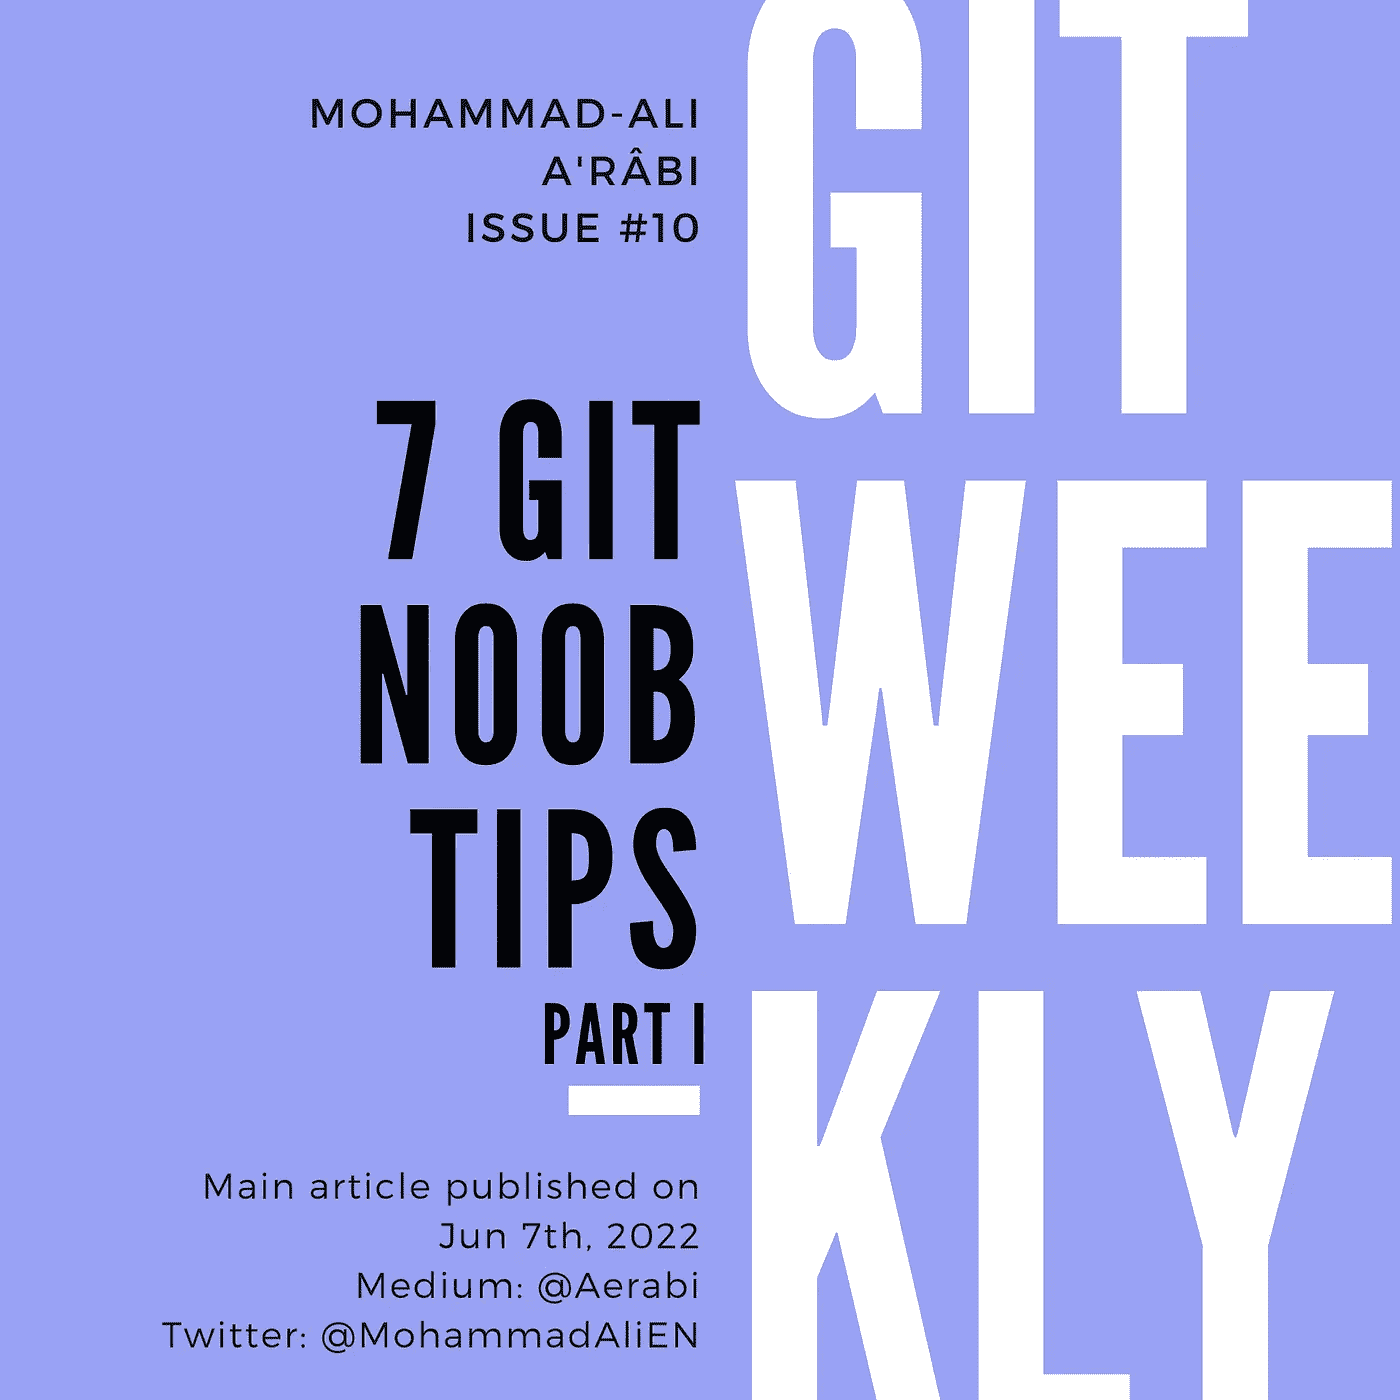 MOHAMMAD-ALI
A'RÂBI
ISSUE #10
7 GIT
NOOB
TIPS
PART I
Main article published on
Jun 7th, 2022
Medium: @Aerabi
Twitter: @MohammadAliEN
GIT
WEE
KLY